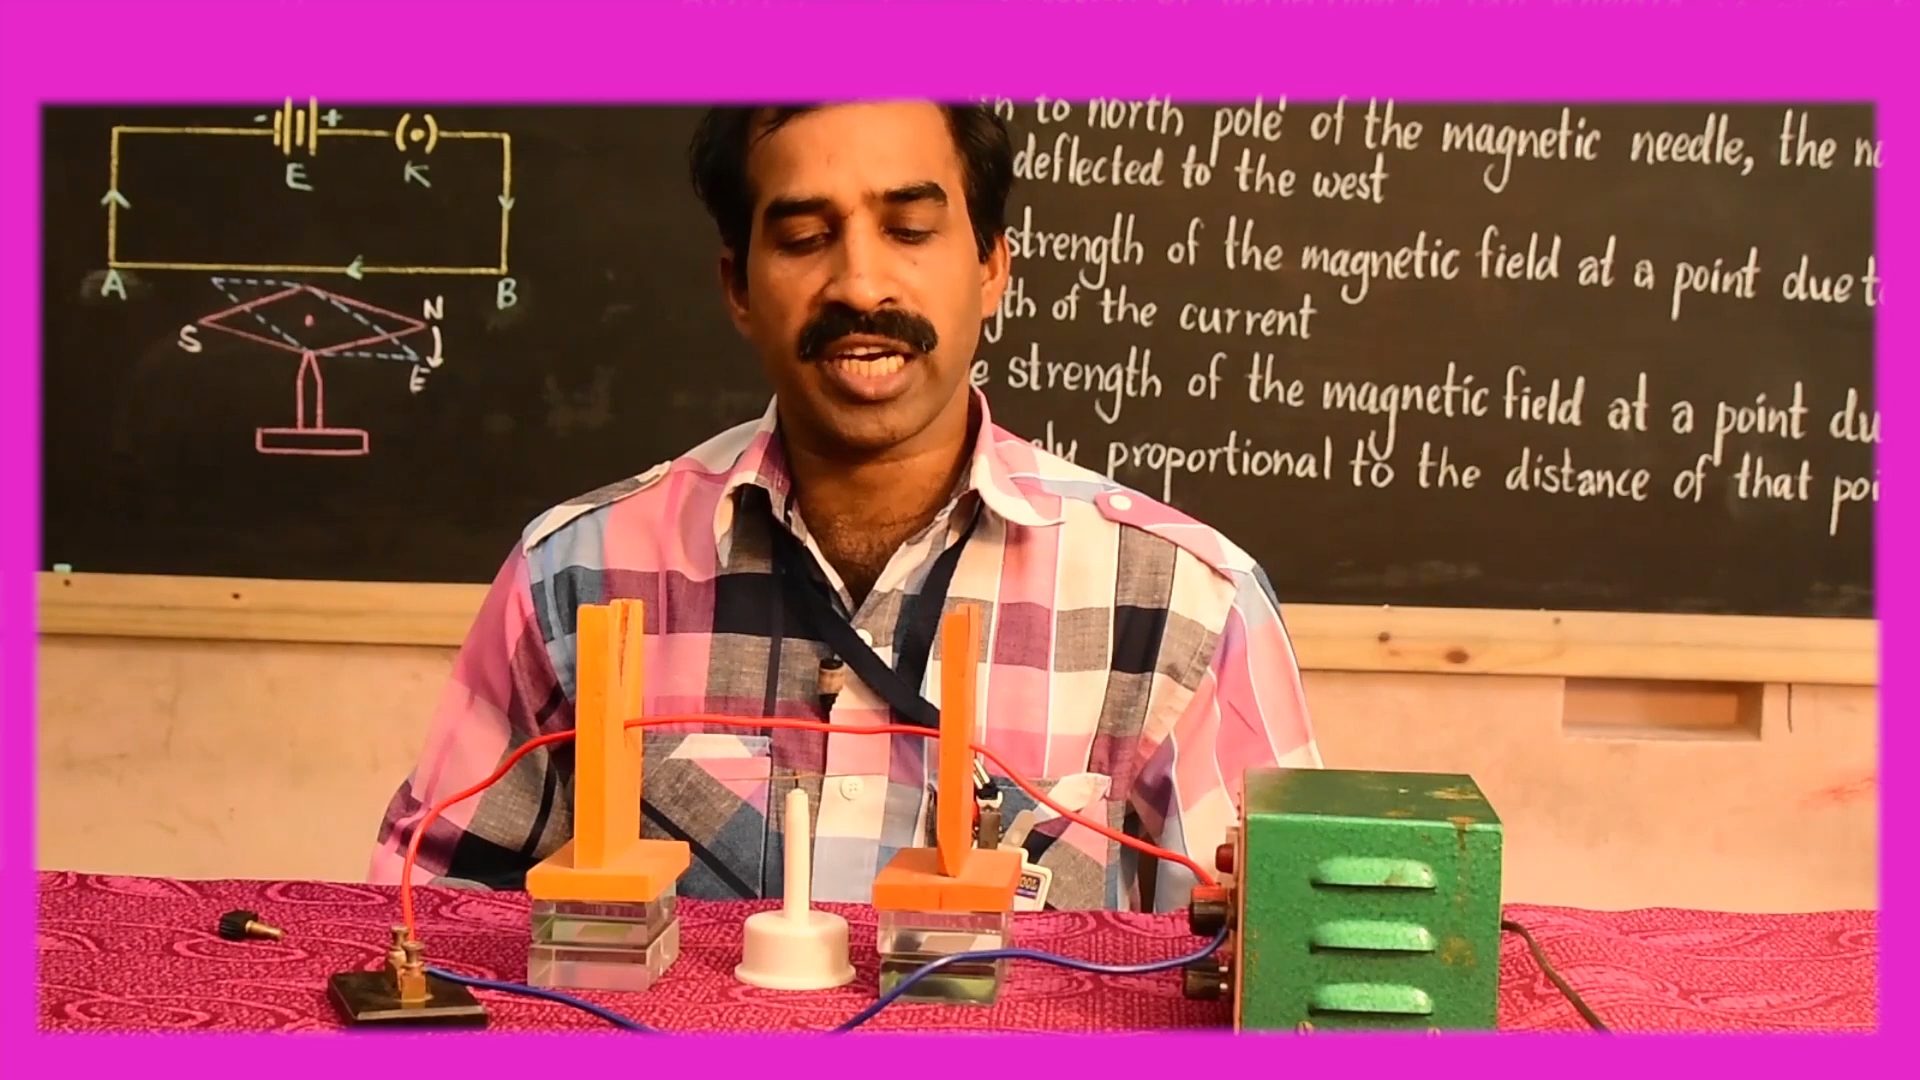 - +
E K
A B
S N
E
to north pole' of the magnetic needle, the
deflected to the west
strength of the magnetic field at a point due
of the current
strength of the magnetic field at a point
proportional to the distance of that